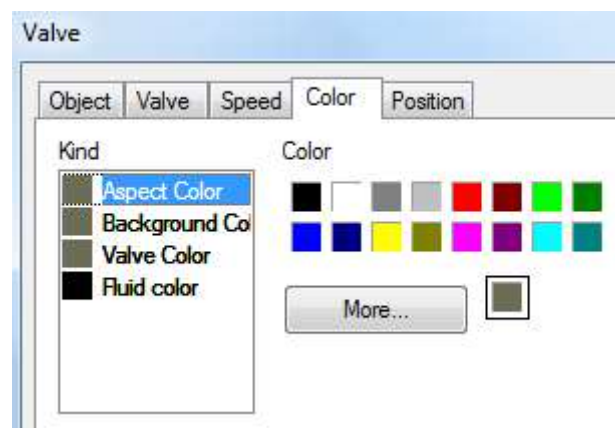 Valve
Object Valve Speed Color Position
Kind Color
Aspect Color
Background Col
Valve Color
Fluid color
More...